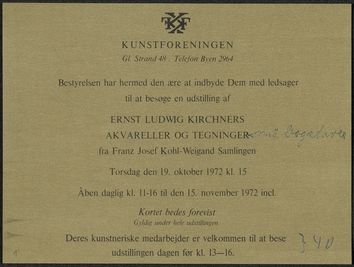 KUNSTFORENINGEN
Gl Strand 48 . Telefon Byen 2964
Bestyrelsen har hermed den ære at indbyde Dem med ledsager
til at besøge en udstilling af
ERNST LUDWIG KIRCHNERS
AKVARELLER OG TEGNINGER
fra Franz Josef Kohl-Weigand Samlingen
Torsdag den 19. oktober 1972 kl. 15
Åben daglig kl. 11-16 til den 15. november 1972 incl.
Kortet bedes forevist
Gyldig under hele udstillingen
Deres kunstneriske medarbejder er velkommen til at bese } 40
udstillingen dagen før kl. 13-16.